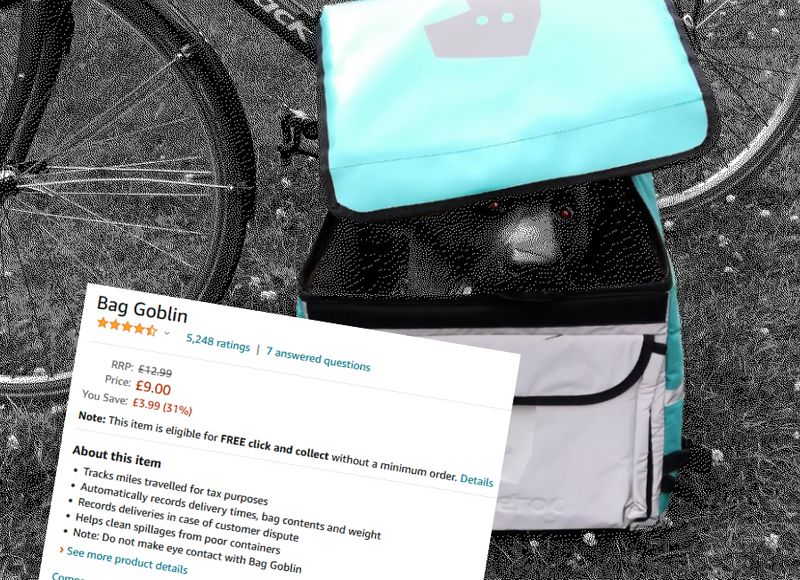 Bag Goblin
5,248 ratings | 7 answered questions
RRP: £12.99
Price: £9.00
You Save: £3.99 (31%)
Note: This item is eligible for FREE click and collect without a minimum order. Details
About this item
• Tracks miles travelled for tax purposes
• Automatically records delivery times, bag contents and weight
• Records deliveries in case of customer dispute
• Helps clean spillages from poor containers
• Note: Do not make eye contact with Bag Goblin
› See more product details